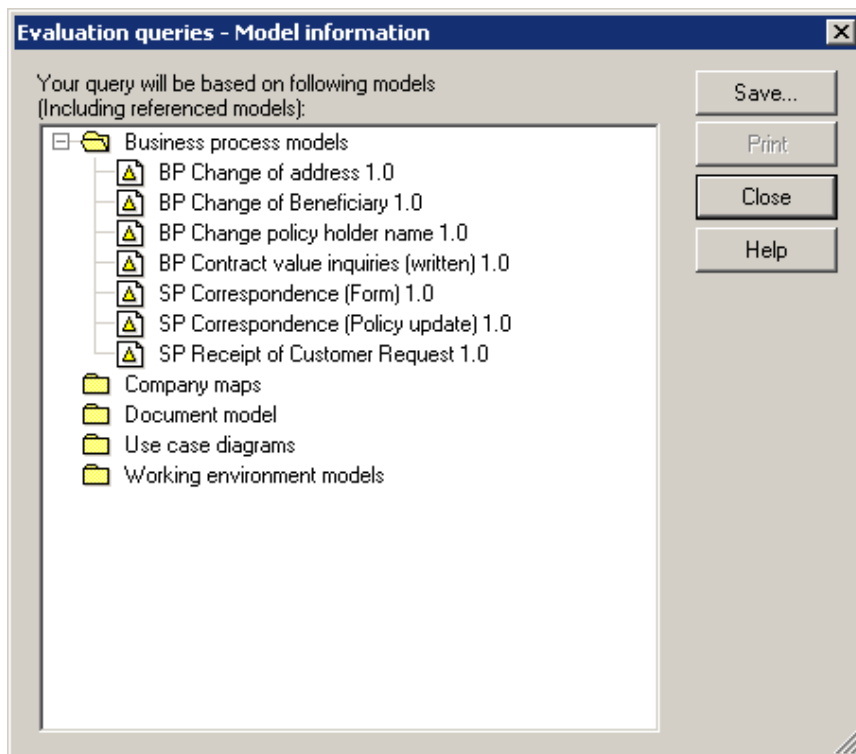 Evaluation queries - Model information
Your query will be based on following models
(Including referenced models):
Business process models
BP Change of address 1.0
BP Change of Beneficiary 1.0
BP Change policy holder name 1.0
BP Contract value inquiries (written) 1.0
SP Correspondence (Form) 1.0
SP Correspondence (Policy update) 1.0
SP Receipt of Customer Request 1.0
Company maps
Document model
Use case diagrams
Working environment models
Save...
Print
Close
Help